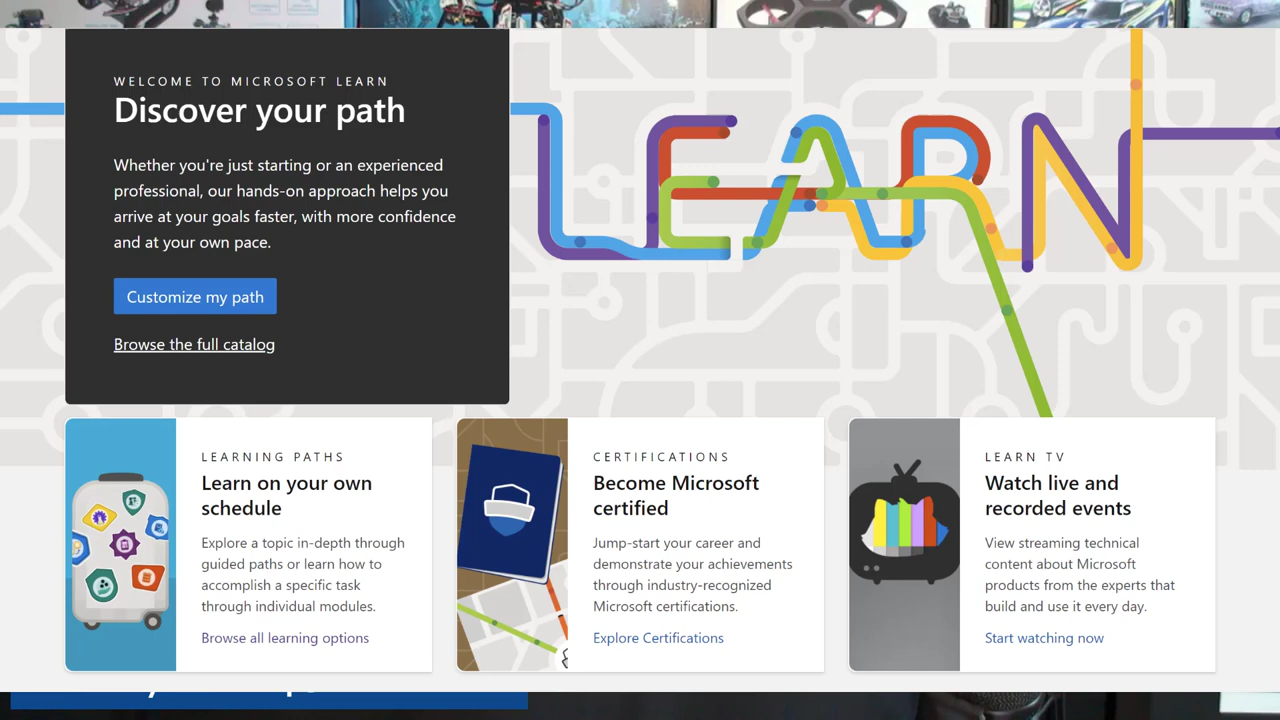 WELCOME TO MICROSOFT LEARN
Discover your path
Whether you're just starting or an experienced
professional, our hands-on approach helps you
arrive at your goals faster, with more confidence
and at your own pace.
Customize my path
Browse the full catalog
LEARN
LEARNING PATHS
Learn on your own
schedule
Explore a topic in-depth through
guided paths or learn how to
accomplish a specific task
through individual modules.
Browse all learning options
CERTIFICATIONS
Become Microsoft
certified
Jump-start your career and
demonstrate your achievements
through industry-recognized
Microsoft certifications.
Explore Certifications
LEARN TV
Watch live and
recorded events
View streaming technical
content about Microsoft
products from the experts that
build and use it every day.
Start watching now